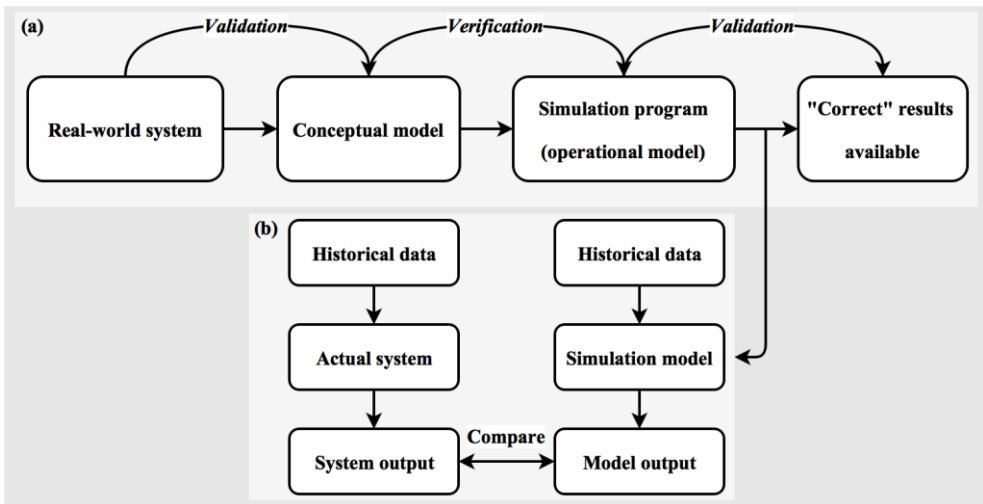 (a)
Validation
Verification
Validation
Real-world system
Conceptual model
Simulation program
(operational model)
"Correct" results
available
(b)
Historical data
Historical data
Actual system
Simulation model
Compare
System output
Model output